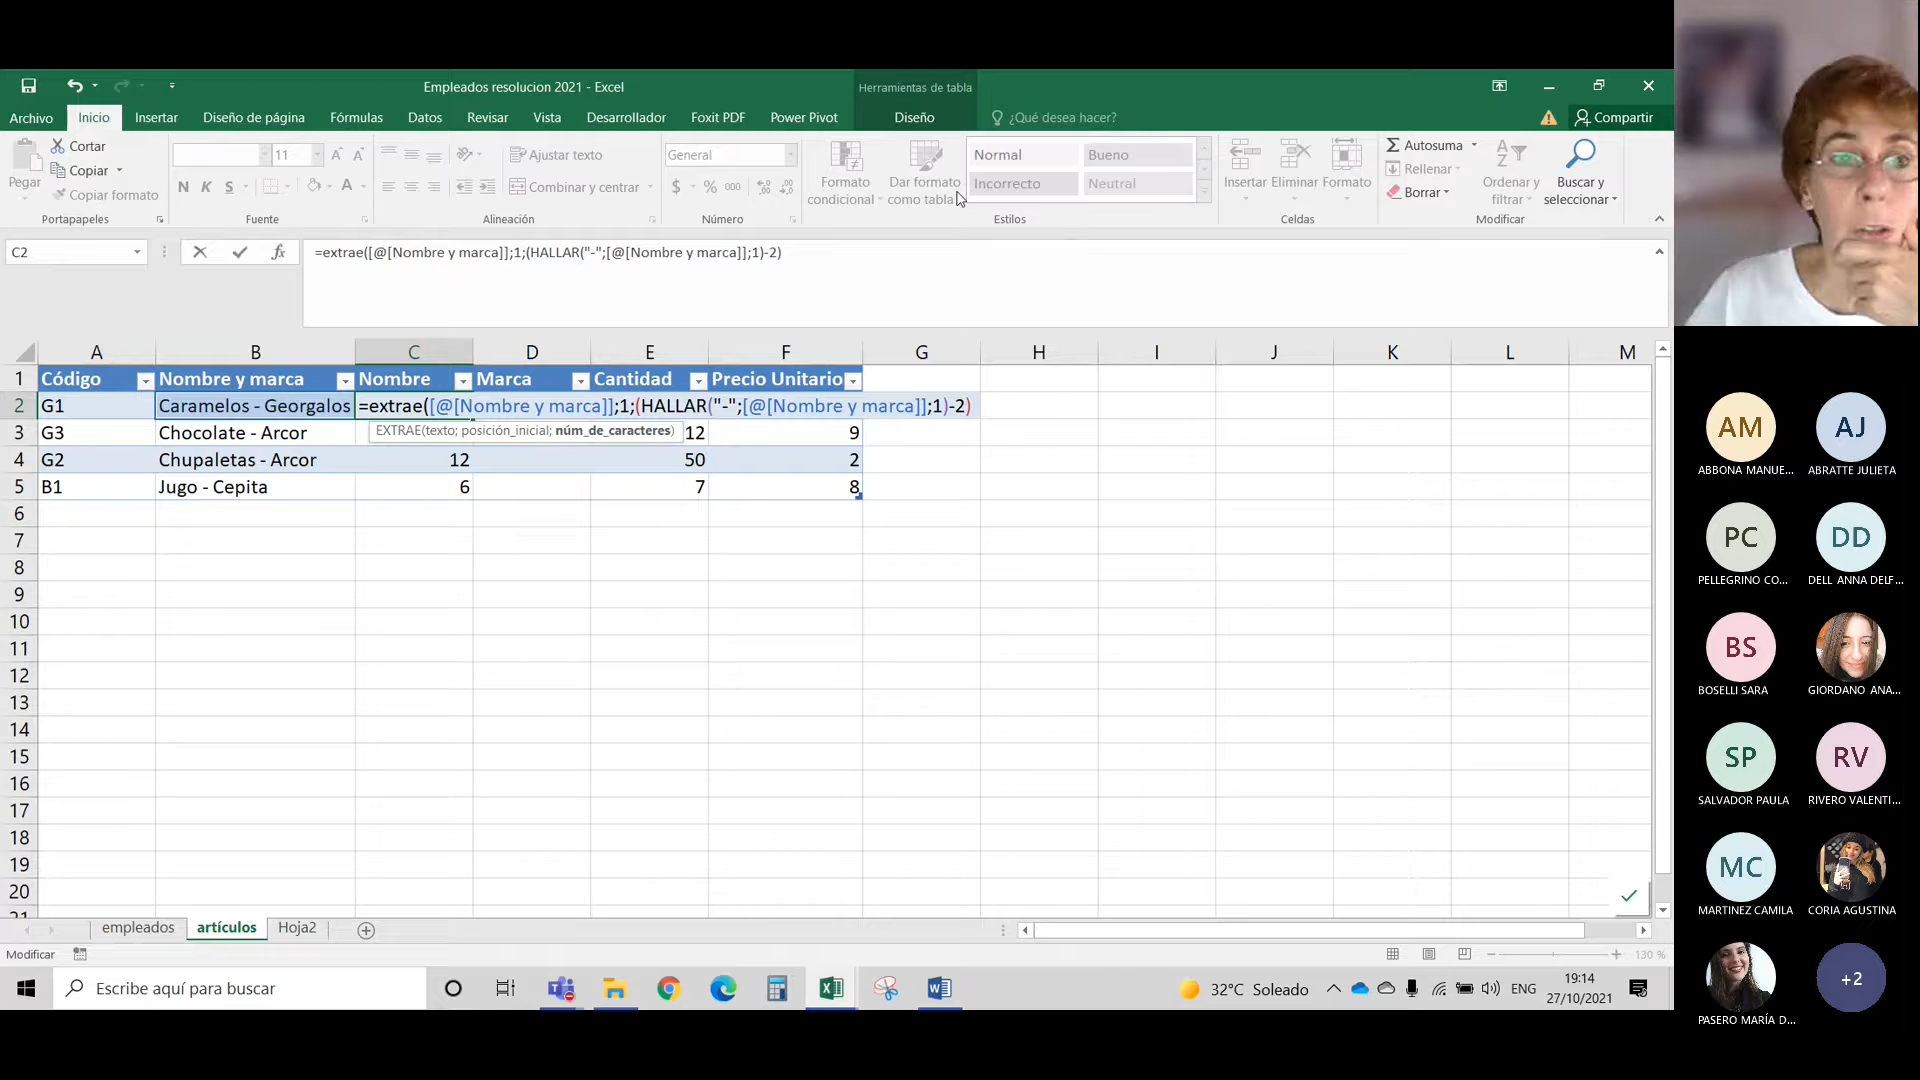 Empleados resolucion 2021 - Excel
Herramientas de tabla
Archivo Inicio Insertar Diseño de página Fórmulas Datos Revisar Vista Desarrollador Foxit PDF Power Pivot Diseño ¿Qué desea hacer? Compartir
Pegar
Cortar
Copiar
Copiar formato
Portapapeles
11
N K S
Fuente
Ajustar texto
Combinar y centrar
Alineación
General
$ % 000
Número
Formato condicional
Dar formato como tabla
Normal Bueno
Incorrecto Neutral
Estilos
Insertar Eliminar Formato
Celdas
Autosuma
Rellenar
Borrar
Ordenar y filtrar
Buscar y seleccionar
Modificar
C2
fx
=extrae([@[Nombre y marca]];1;(HALLAR("-";[@[Nombre y marca]];1)-2)
A B C D E F G H I J K L M
1 Código Nombre y marca Nombre Marca Cantidad Precio Unitario
2 G1 Caramelos - Georgalos =extrae([@[Nombre y marca]];1;(HALLAR("-";[@[Nombre y marca]];1)-2)
EXTRAE(texto; posición_inicial; núm_de_caracteres)
3 G3 Chocolate - Arcor 12 9
4 G2 Chupaletas - Arcor 12 50 2
5 B1 Jugo - Cepita 6 7 8
6
7
8
9
10
11
12
13
14
15
16
17
18
19
20
21
empleados artículos Hoja2
Modificar
130 %
Escribe aquí para buscar
32°C Soleado
ENG
19:14
27/10/2021
AM AJ
ABBONA MANUE... ABRATTE JULIETA
PC DD
PELLEGRINO CO... DELL ANNA DELF...
BS
BOSELLI SARA GIORDANO ANA...
SP RV
SALVADOR PAULA RIVERO VALENTI...
MC
MARTINEZ CAMILA CORIA AGUSTINA
+2
PASERO MARÍA D...